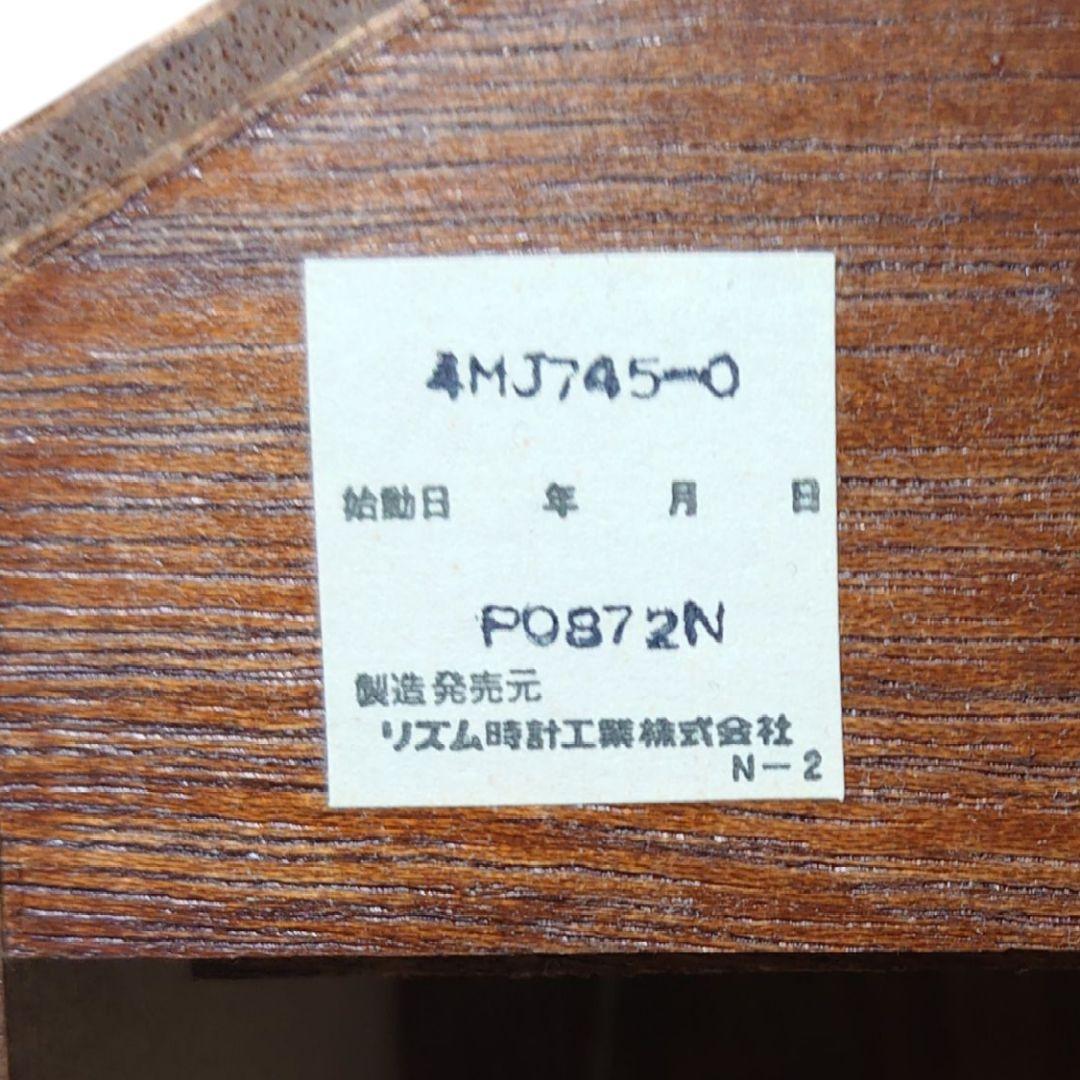 4MJ745-0
始動日 年 月 日
P0872N
製造発売元
リズム時計工業株式会社
N-2